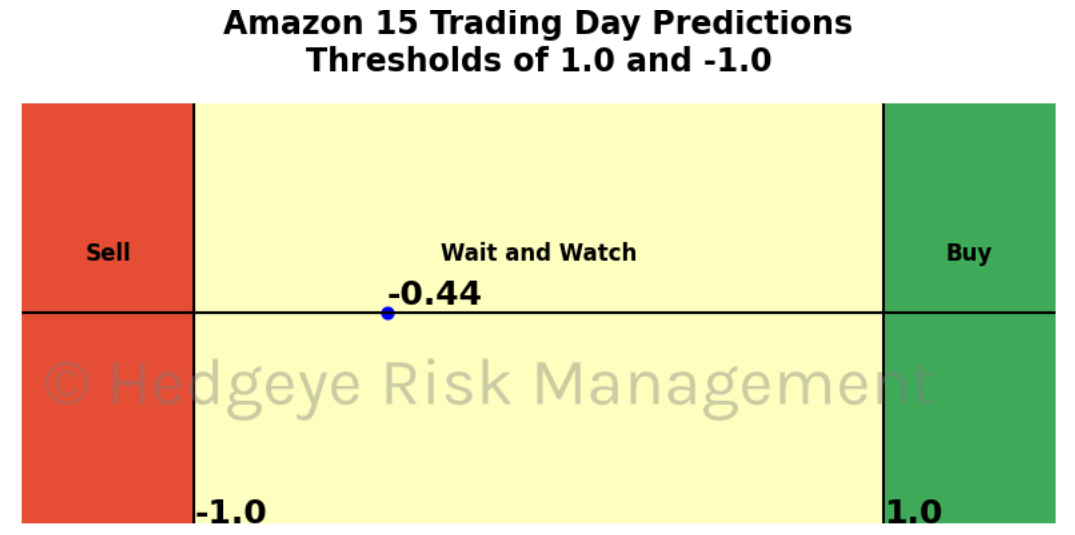 Amazon 15 Trading Day Predictions
Thresholds of 1.0 and -1.0
Sell
Wait and Watch
Buy
-0.44
© Hedgeye Risk Management
-1.0
1.0